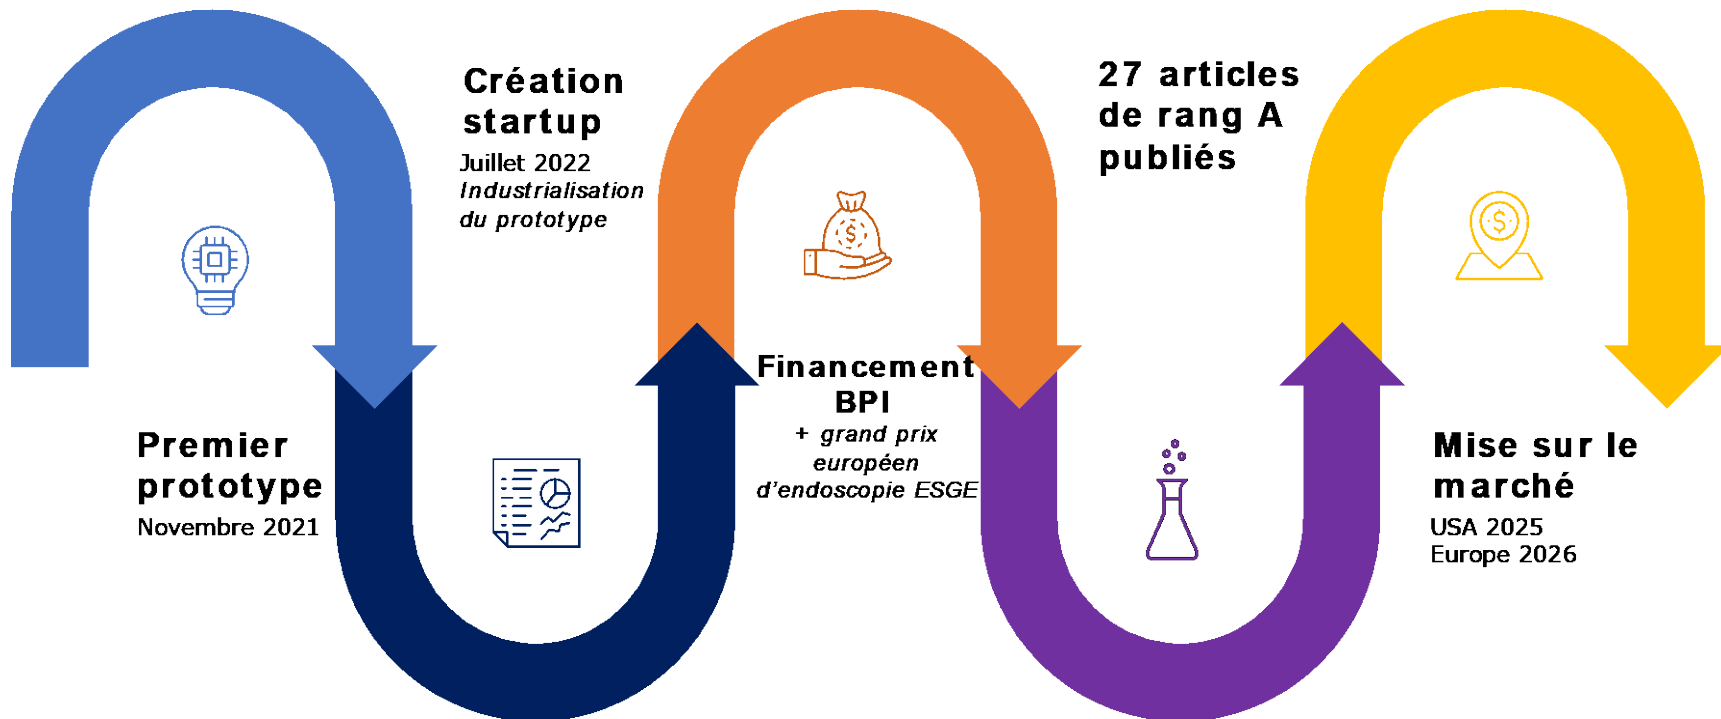 Premier
prototype
Novembre 2021
Création
startup
Juillet 2022
Industrialisation
du prototype
Financement
BPI
+ grand prix
européen
d'endoscopie ESGE
27 articles
de rang A
publiés
Mise sur le
marché
USA 2025
Europe 2026